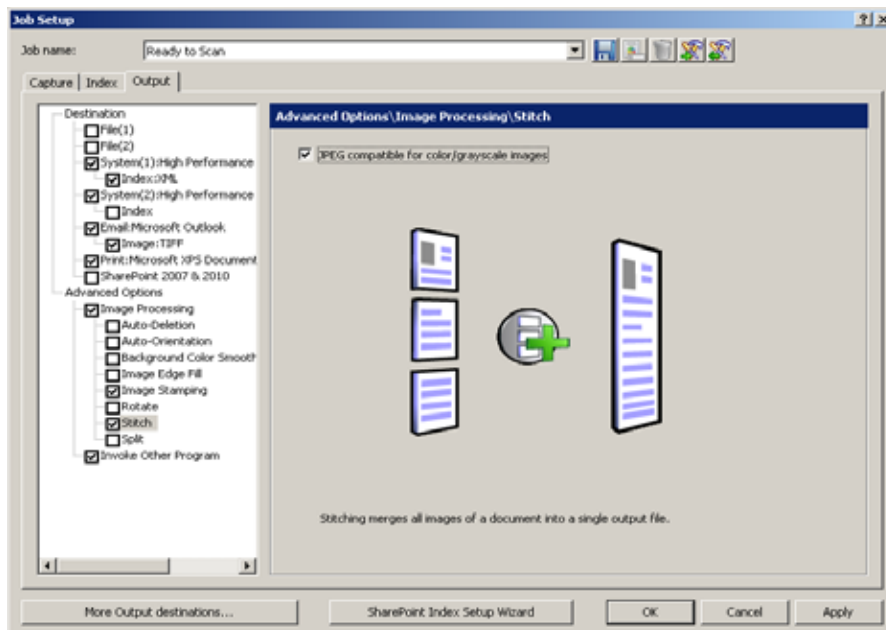 Job Setup
Job name:
Ready to Scan
Capture
Index
Output
Destination
File(1)
File(2)
System(1):High Performance
Index:XML
System(2):High Performance
Index
Email:Microsoft Outlook
Image:TIFF
Print:Microsoft XPS Document
SharePoint 2007 & 2010
Advanced Options
Image Processing
Auto-Deletion
Auto-Orientation
Background Color Smooth
Image Edge Fill
Image Stamping
Rotate
Stitch
Split
Invoke Other Program
Advanced Options\Image Processing\Stitch
JPEG compatible for color/grayscale images
Stitching merges all images of a document into a single output file.
More Output destinations...
SharePoint Index Setup Wizard
OK
Cancel
Apply